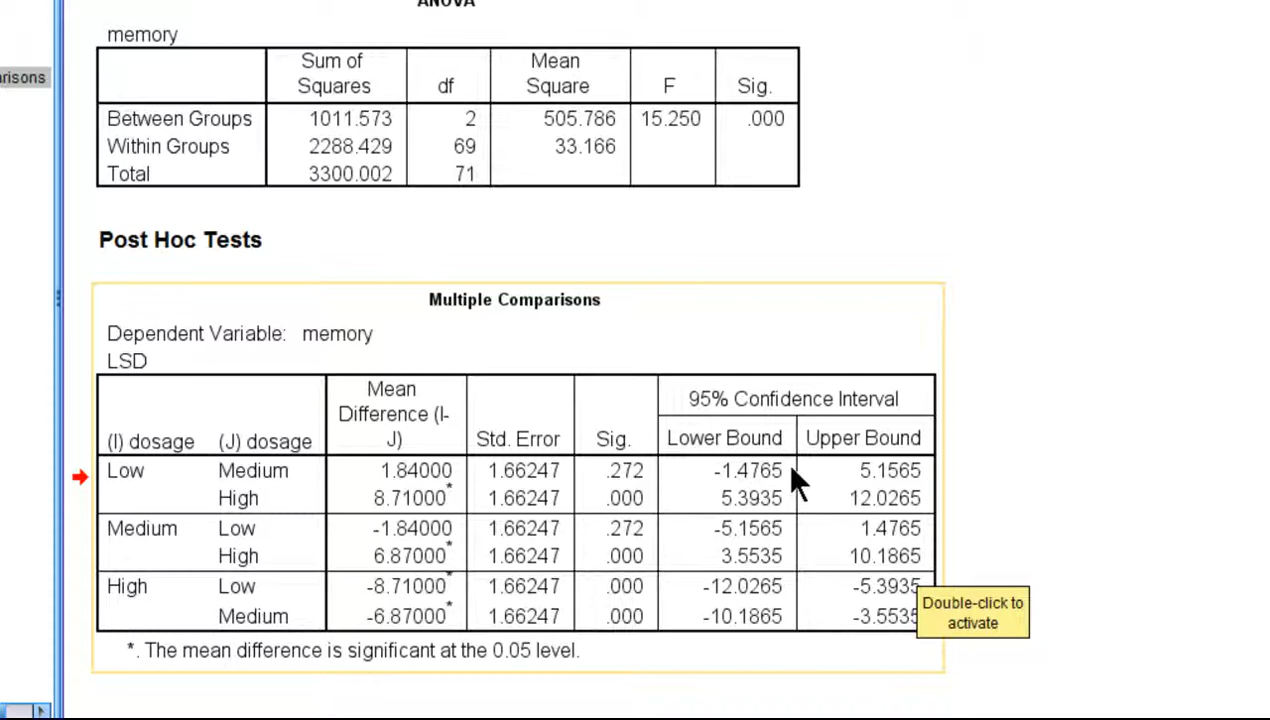 ANOVA
memory
arisons
Sum of Squares df Mean Square F Sig.
Between Groups 1011.573 2 505.786 15.250 .000
Within Groups 2288.429 69 33.166
Total 3300.002 71
Post Hoc Tests
Multiple Comparisons
Dependent Variable: memory
LSD
(I) dosage (J) dosage Mean Difference (I-J) Std. Error Sig. 95% Confidence Interval
Lower Bound Upper Bound
Low Medium 1.84000 1.66247 .272 -1.4765 5.1565
High 8.71000* 1.66247 .000 5.3935 12.0265
Medium Low -1.84000 1.66247 .272 -5.1565 1.4765
High 6.87000* 1.66247 .000 3.5535 10.1865
High Low -8.71000* 1.66247 .000 -12.0265 -5.3935
Medium -6.87000* 1.66247 .000 -10.1865 -3.5535
Double-click to
activate
*. The mean difference is significant at the 0.05 level.